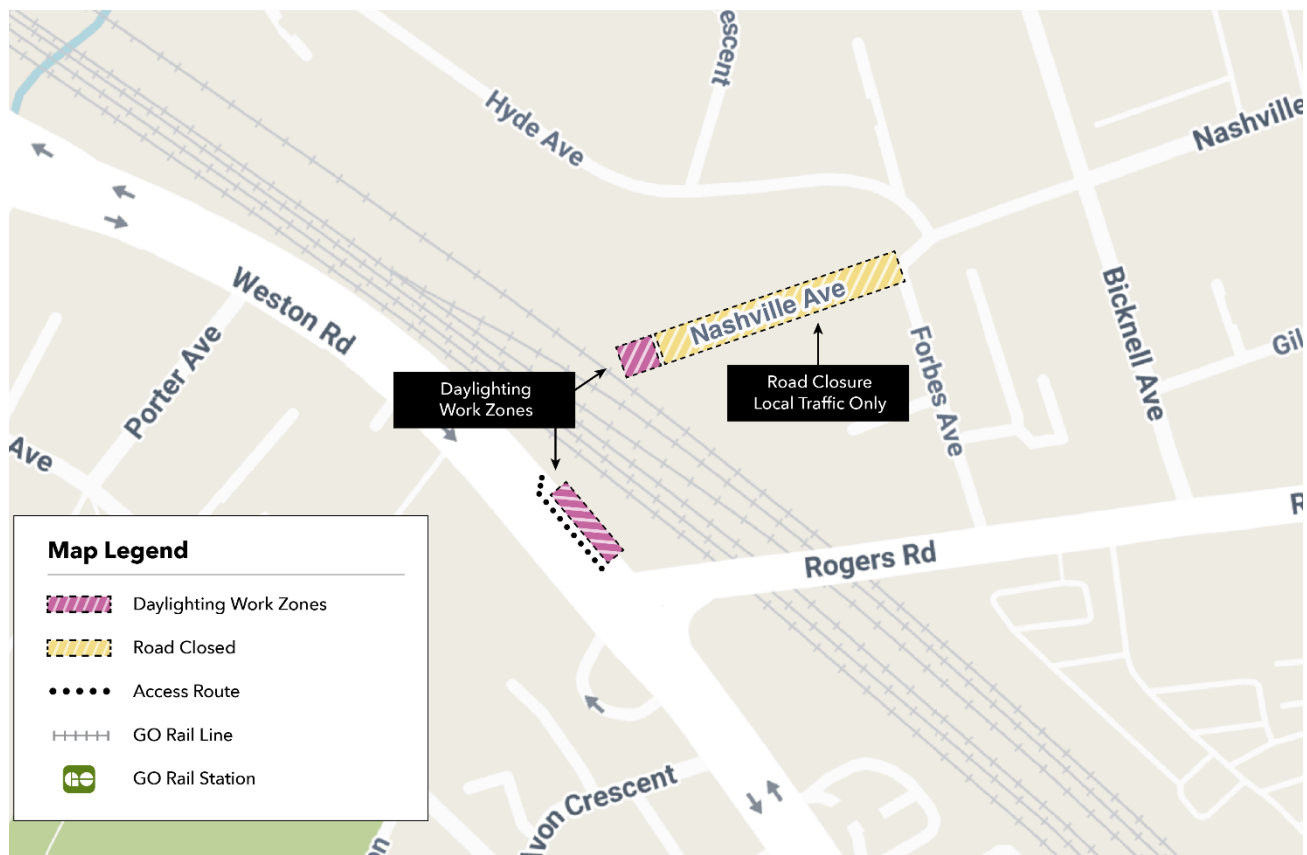 escent
Hyde Ave
Nashville
Weston Rd
Porter Ave
Nashville Ave
Bicknell Ave
Forbes Ave
Gil
Daylighting
Work Zones
Road Closure
Local Traffic Only
Ave
Rogers Rd
R
Map Legend
Daylighting Work Zones
Road Closed
Access Route
GO Rail Line
GO
GO Rail Station
von Crescent
on